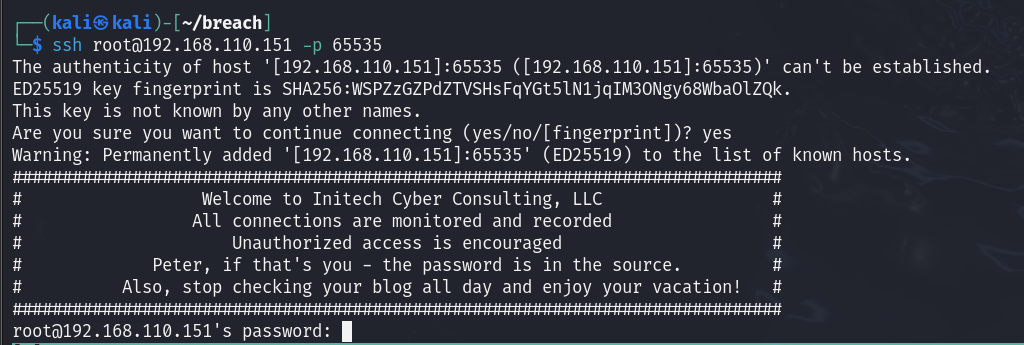 ┌──(kali㉿kali)-[~/breach]
└─$ ssh root@192.168.110.151 -p 65535
The authenticity of host '[192.168.110.151]:65535 ([192.168.110.151]:65535)' can't be established.
ED25519 key fingerprint is SHA256:WSPZzGZPdZTVSHsFqYGt5lN1jqIM3ONgy68WbaOlZQk.
This key is not known by any other names.
Are you sure you want to continue connecting (yes/no/[fingerprint])? yes
Warning: Permanently added '[192.168.110.151]:65535' (ED25519) to the list of known hosts.
#############################################################################
#                  Welcome to Initech Cyber Consulting, LLC                 #
#                 All connections are monitored and recorded                #
#                     Unauthorized access is encouraged                     #
#             Peter, if that's you - the password is in the source.         #
#          Also, stop checking your blog all day and enjoy your vacation!   #
#############################################################################
root@192.168.110.151's password: